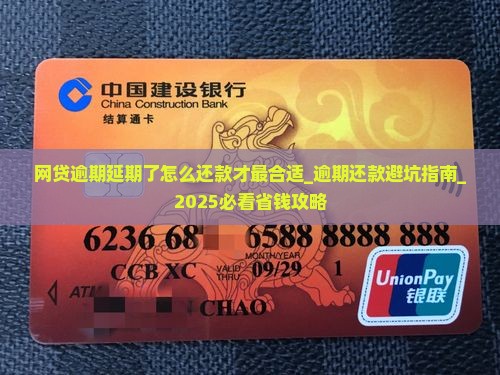 中国建设银行
China Construction Bank
结算通卡
网贷逾期延期了怎么还款才最合适_逾期还款避坑指南_
2025必看省钱攻略
6236 68 6588 8888 888
MONTH/YEAR
CCB XC VALID THRU 09/29 1
ATM
CHAO
UnionPay
银联